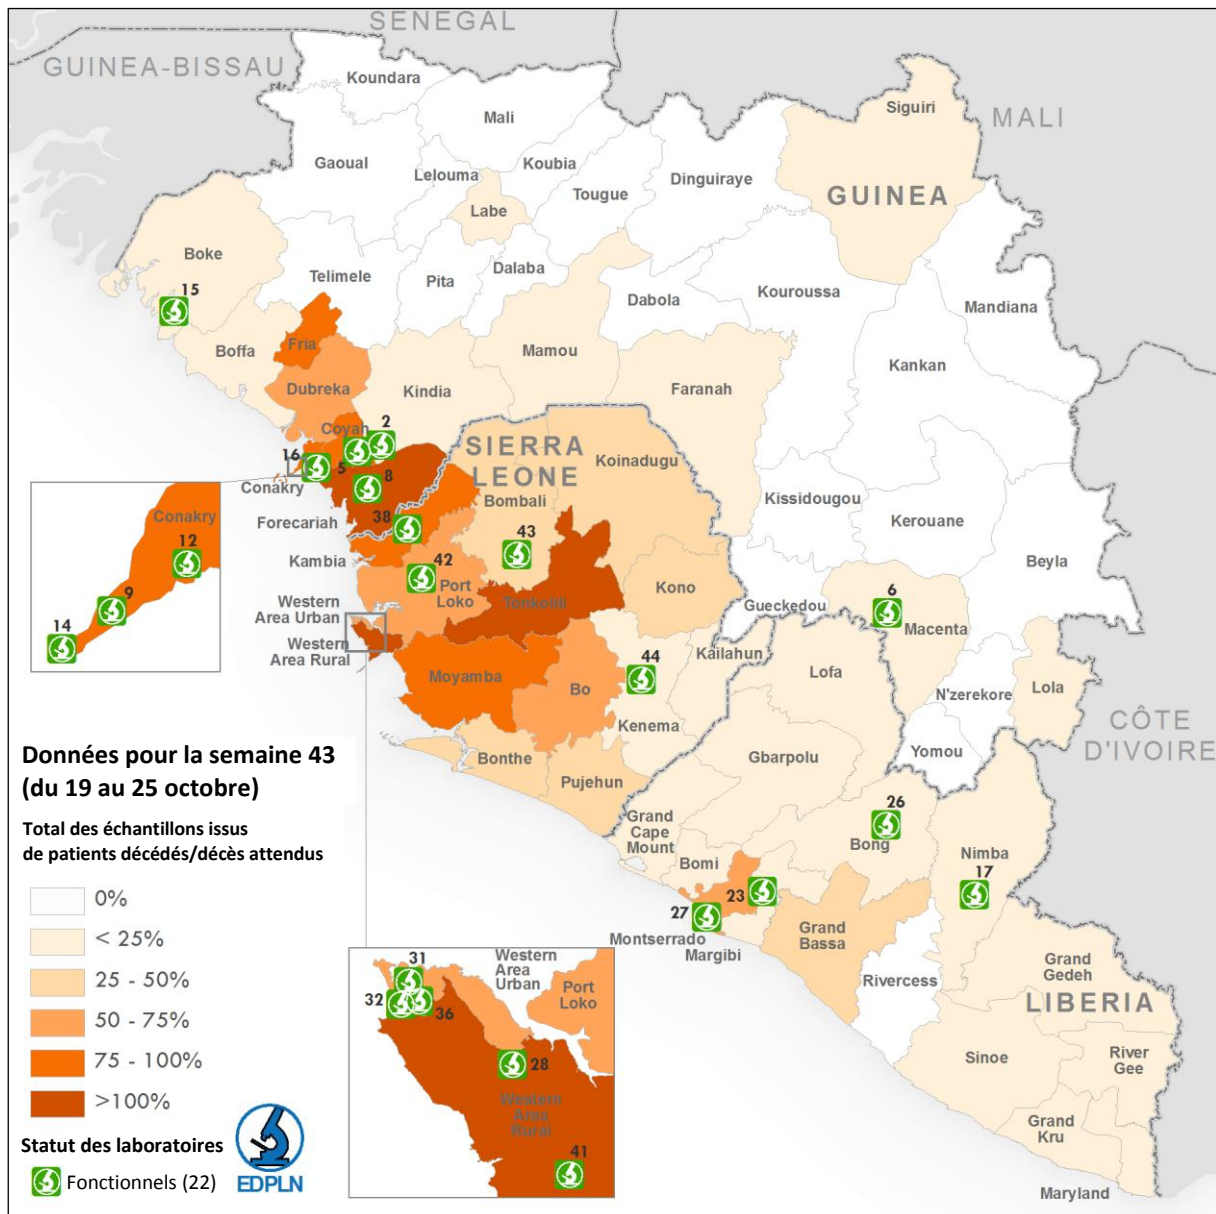 SENEGAL
GUINEA-BISSAU
Koundara
Siguiri
Mali
MALI
Gaoual
Koubia
Lelouma
Dinguiraye
Tougue
GUINEA
Labe
Boke
Dalaba
Telimele
Pita
15
Kouroussa
Dabola
Mandiana
Fria
Boffa
Mamou
Kankan
Dubreka
Kindia
Faranah
2
Coyah
SIERRA
LEONE
16
5
Koinadugu
8
Conakry
Kissidougou
Bombali
Kerouane
Forecariah
38
Conakry
43
12
Kambia
42
Beyla
Port
Loko
Kono
6
9
Western
Area Urban
Tonkolili
Gueckedou
14
Macenta
Western
Area Rural
Kailahun
44
Lofa
Moyamba
Bo
N'zerekore
Lola
Kenema
CÔTE
D'IVOIRE
Données pour la semaine 43
(du 19 au 25 octobre)
Bonthe
Gbarpolu
Yomou
Pujehun
26
Total des échantillons issus
de patients décédés/décès attendus
Grand
Cape
Mount
Bong
Nimba
Bomi
17
0%
23
27
< 25%
Montserrado
Grand
Bassa
Margibi
25 - 50%
31
Western
Area
Urban
Grand
Gedeh
Rivercess
Port
Loko
32
LIBERIA
36
50 - 75%
75 - 100%
28
Sinoe
River
Gee
>100%
Western
Area
Rural
Statut des laboratoires
Grand
Kru
41
Fonctionnels (22)
EDPLN
Maryland